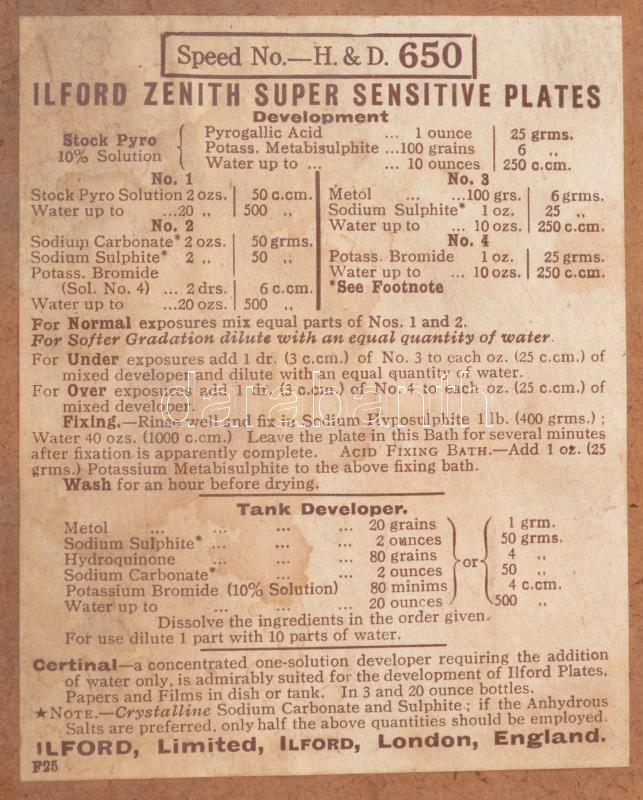 Speed No.—H. & D. 650
ILFORD ZENITH SUPER SENSITIVE PLATES
Development
Stock Pyro
10% Solution
Pyrogallic Acid ... 1 ounce 25 grms.
Potass. Metabisulphite ...100 grains 6 „
Water up to ... ... 10 ounces 250 c.cm.
No. 1
Stock Pyro Solution 2 ozs. 50 c.cm.
Water up to ...20 „ 500 „
No. 2
Sodium Carbonate* 2 ozs. 50 grms.
Sodium Sulphite* 2 „ 50 „
Potass. Bromide
(Sol. No. 4) ... 2 drs. 6 c.cm.
Water up to ...20 ozs. 500 „
No. 3
Metol ... ...100 grs. 6 grms.
Sodium Sulphite* 1 oz. 25 „
Water up to ... 10 ozs. 250 c.cm.
No. 4
Potass. Bromide 1 oz. 25 grms.
Water up to ... 10 ozs. 250 c.cm.
*See Footnote
For Normal exposures mix equal parts of Nos. 1 and 2.
For Softer Gradation dilute with an equal quantity of water.
For Under exposures add 1 dr. (3 c.cm.) of No. 3 to each oz. (25 c.cm.) of
mixed developer and dilute with an equal quantity of water.
For Over exposures add 1 dr. (3 c.cm.) of No. 4 to each oz. (25 c.cm.) of
mixed developer.
Fixing.—Rinse well and fix in Sodium Hyposulphite 1 lb. (400 grms.) ;
Water 40 ozs. (1000 c.cm.) Leave the plate in this Bath for several minutes
after fixation is apparently complete. ACID FIXING BATH.—Add 1 oz. (25
grms.) Potassium Metabisulphite to the above fixing bath.
Wash for an hour before drying.
Tank Developer.
Metol ... ... ... 20 grains 1 grm.
Sodium Sulphite* ... ... ... 2 ounces 50 grms.
Hydroquinone ... ... 80 grains or 4 „
Sodium Carbonate* ... ... 2 ounces 50 „
Potassium Bromide (10% Solution) 80 minims 4 c.cm.
Water up to ... ... ... 20 ounces 500 „
Dissolve the ingredients in the order given.
For use dilute 1 part with 10 parts of water.
Certinal—a concentrated one-solution developer requiring the addition
of water only, is admirably suited for the development of Ilford Plates,
Papers and Films in dish or tank. In 3 and 20 ounce bottles.
★NOTE.—Crystalline Sodium Carbonate and Sulphite ; if the Anhydrous
Salts are preferred, only half the above quantities should be employed.
ILFORD, Limited, ILFORD, London, England.
F25
darabanth